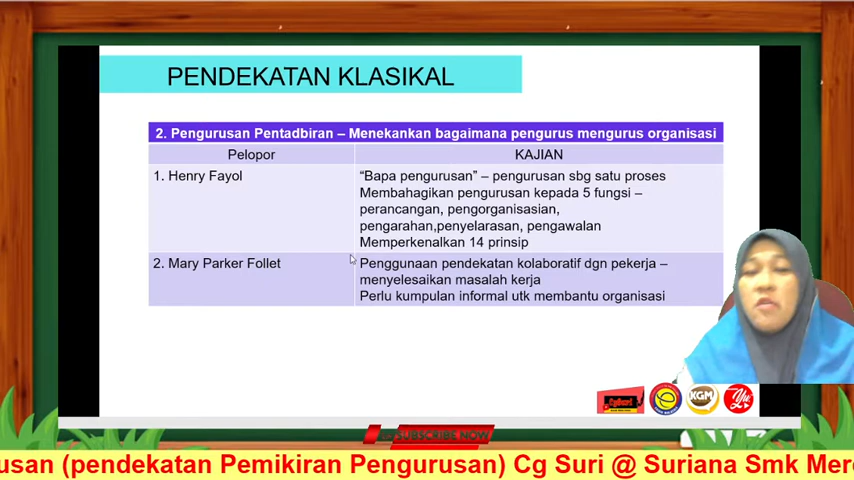 PENDEKATAN KLASIKAL
2. Pengurusan Pentadbiran – Menekankan bagaimana pengurus mengurus organisasi
Pelopor
KAJIAN
1. Henry Fayol
“Bapa pengurusan” – pengurusan sbg satu proses
Membahagikan pengurusan kepada 5 fungsi –
perancangan, pengorganisasian,
pengarahan,penyelarasan, pengawalan
Memperkenalkan 14 prinsip
2. Mary Parker Follet
Penggunaan pendekatan kolaboratif dgn pekerja –
menyelesaikan masalah kerja
Perlu kumpulan informal utk membantu organisasi
KGM
SUBSCRIBE NOW
usan (pendekatan Pemikiran Pengurusan) Cg Suri @ Suriana Smk Mere